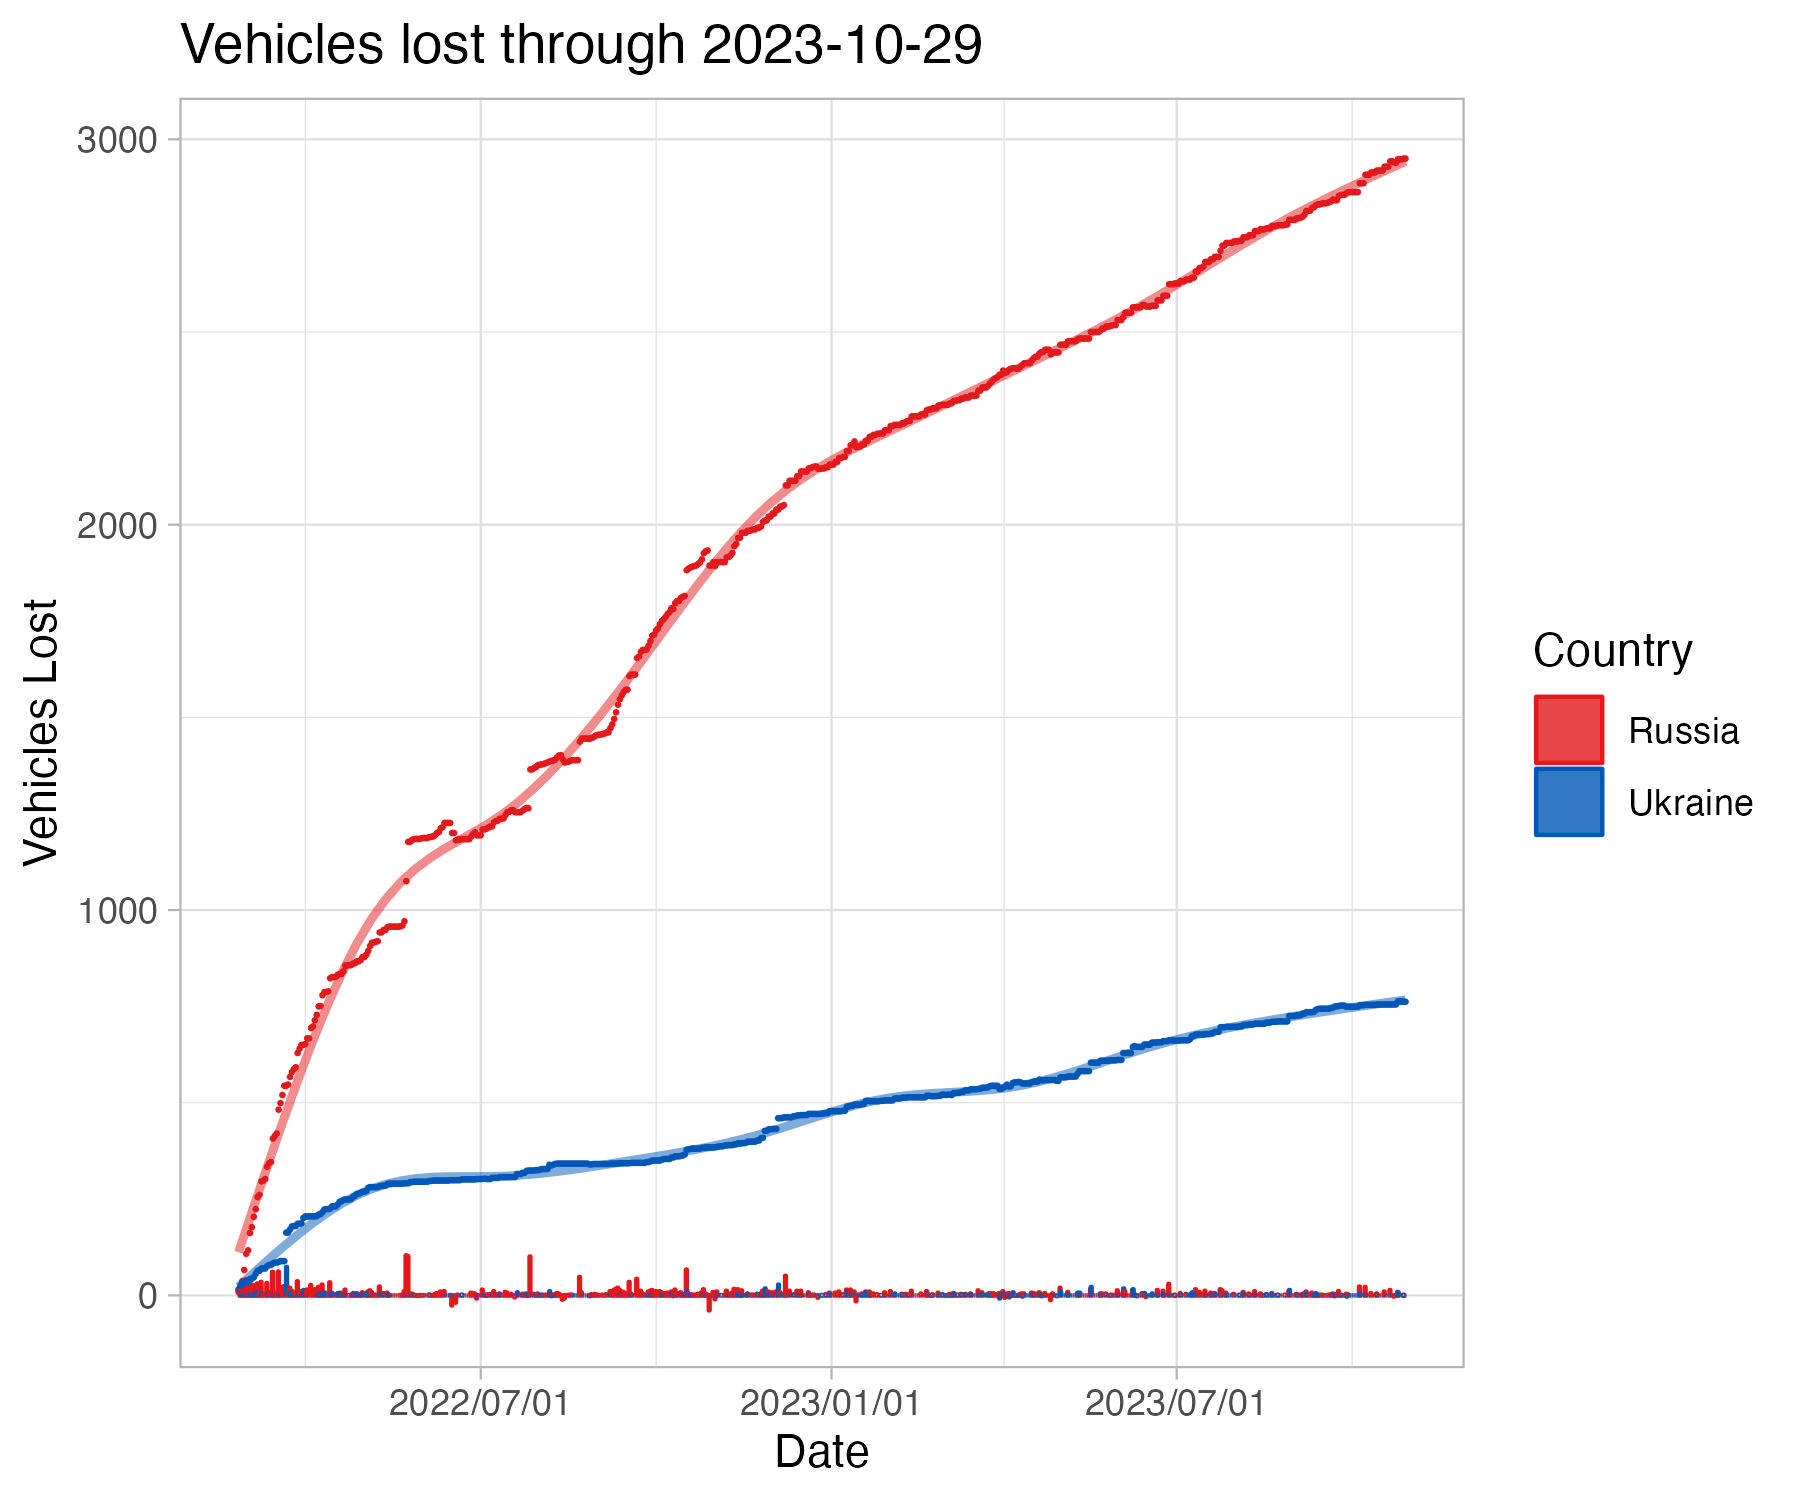 Vehicles lost through 2023-10-29
Vehicles Lost
3000
2000
1000
0
2022/07/01
2023/01/01
2023/07/01
Date
Country
Russia
Ukraine